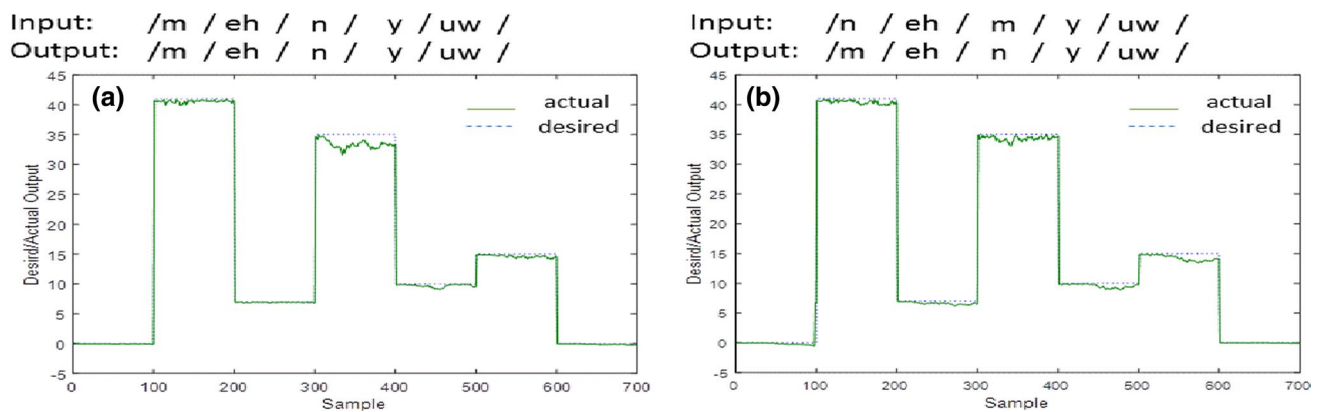 Input: /m / eh / n / y /uw /
Output: /m / eh / n / y /uw /
(a)
actual
desired
45
40
35
30
25
20
15
10
5
0
-5
Desird/Actual Output
0 100 200 300 400 500 600 700
Sample
Input: /n / eh / m / y /uw /
Output: /m / eh / n / y /uw /
(b)
actual
desired
45
40
35
30
25
20
15
10
5
0
-5
Desird/Actual Output
0 100 200 300 400 500 600 700
Sample